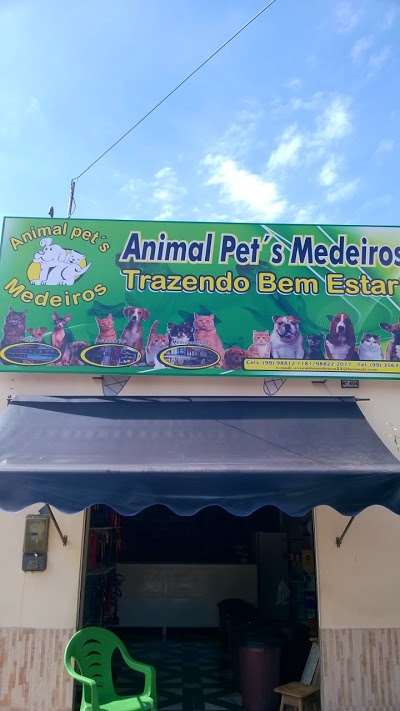 Animal pet´s
Medeiros
Animal Pet´s Medeiros
Trazendo Bem Estar